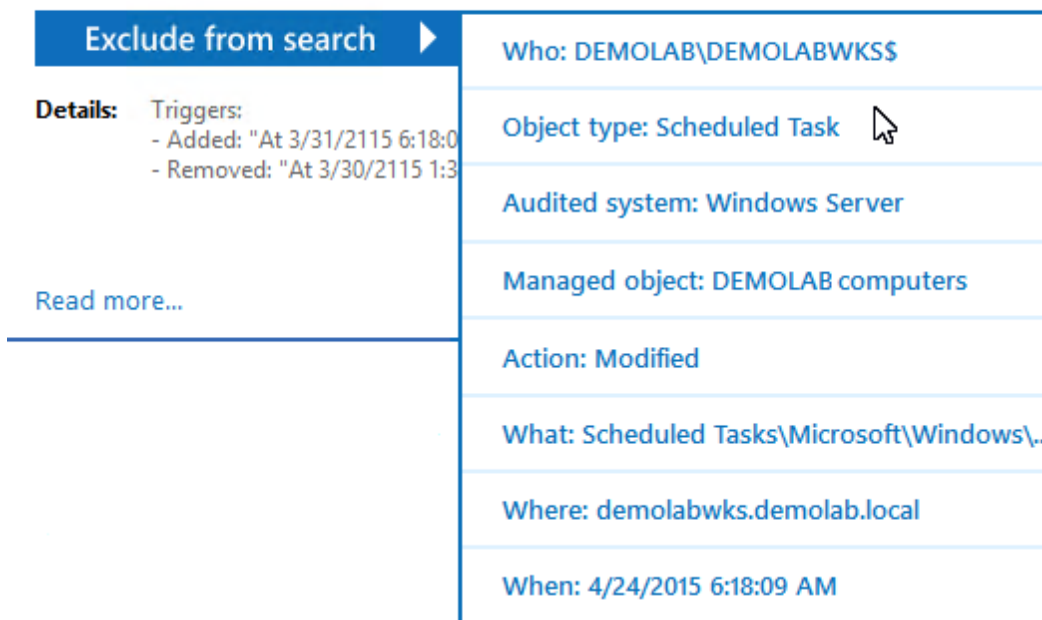 Exclude from search
Details: Triggers:
- Added: "At 3/31/2115 6:18:0
- Removed: "At 3/30/2115 1:3
Read more...
Who: DEMOLAB\DEMOLABWKS$
Object type: Scheduled Task
Audited system: Windows Server
Managed object: DEMOLAB computers
Action: Modified
What: Scheduled Tasks\Microsoft\Windows\..
Where: demolabwks.demolab.local
When: 4/24/2015 6:18:09 AM